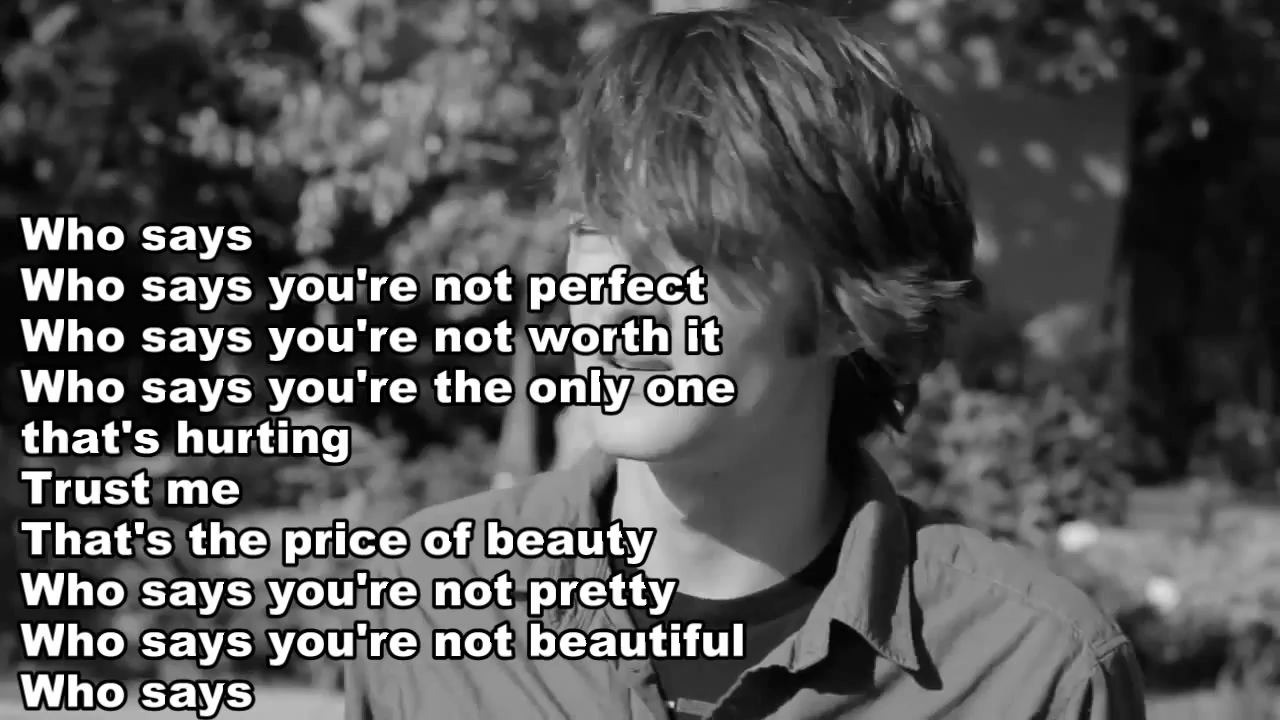 Who says
Who says you're not perfect
Who says you're not worth it
Who says you're the only one
that's hurting
Trust me
That's the price of beauty
Who says you're not pretty
Who says you're not beautiful
Who says